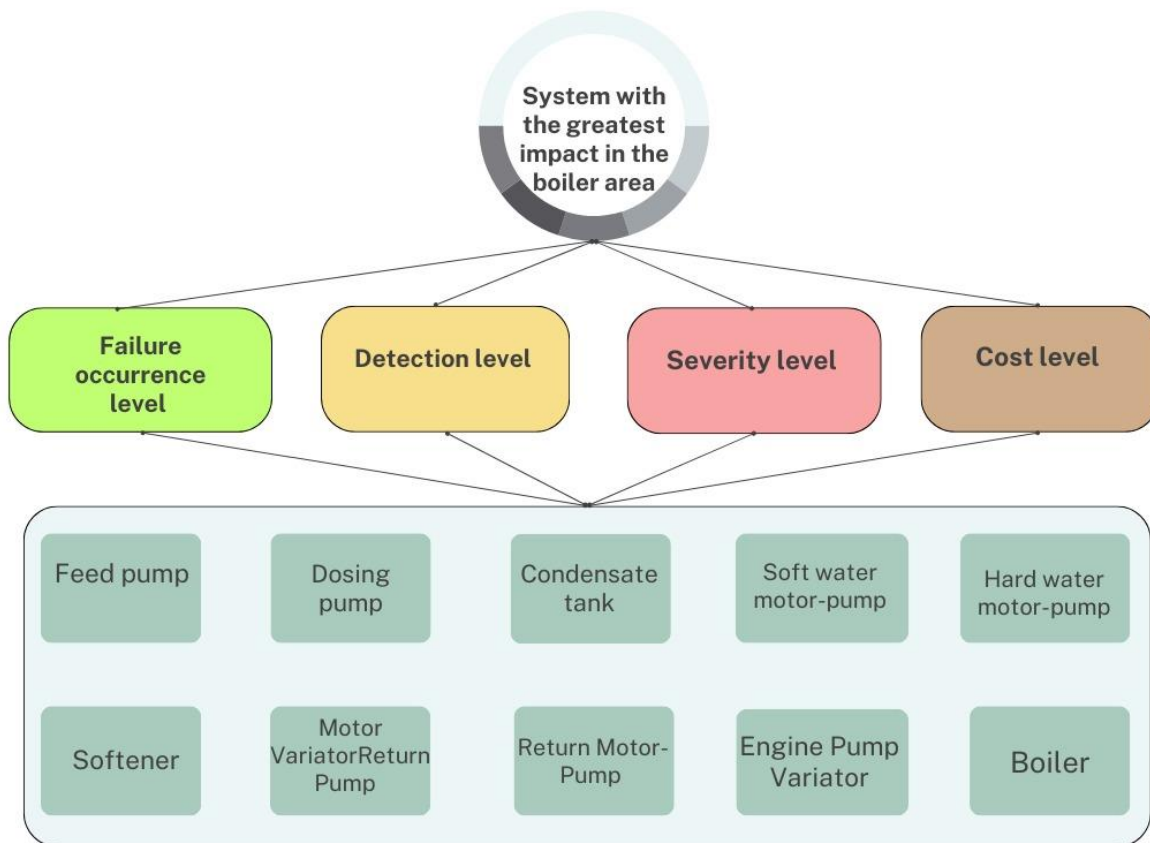 System with
the greatest
impact in the
boiler area
Failure
occurrence
level
Detection level
Severity level
Cost level
Feed pump
Dosing
pump
Condensate
tank
Soft water
motor-pump
Hard water
motor-pump
Softener
Motor
VariatorReturn
Pump
Return Motor-
Pump
Engine Pump
Variator
Boiler